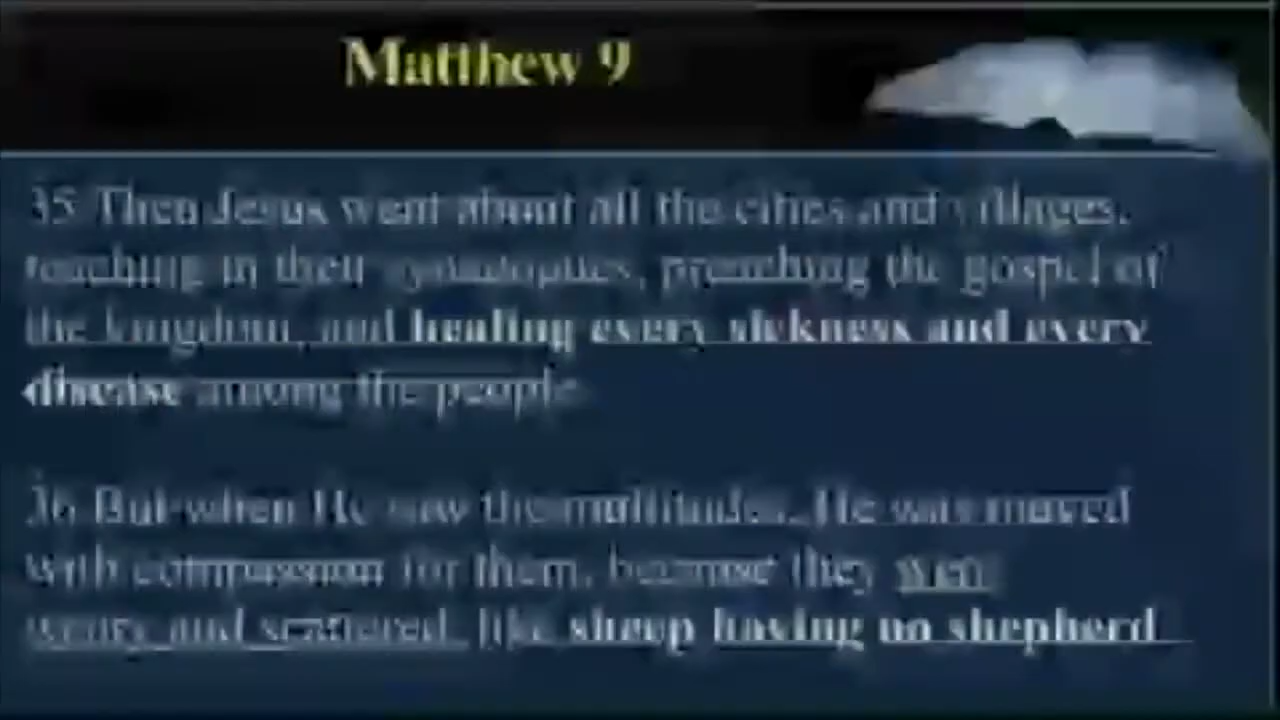 Matthew 9
35 Then Jesus went about all the cities and villages,
teaching in their synagogues, preaching the gospel of
the kingdom, and healing every sickness and every
disease among the people.
36 But when He saw the multitudes, He was moved
with compassion for them, because they were
weary and scattered, like sheep having no shepherd